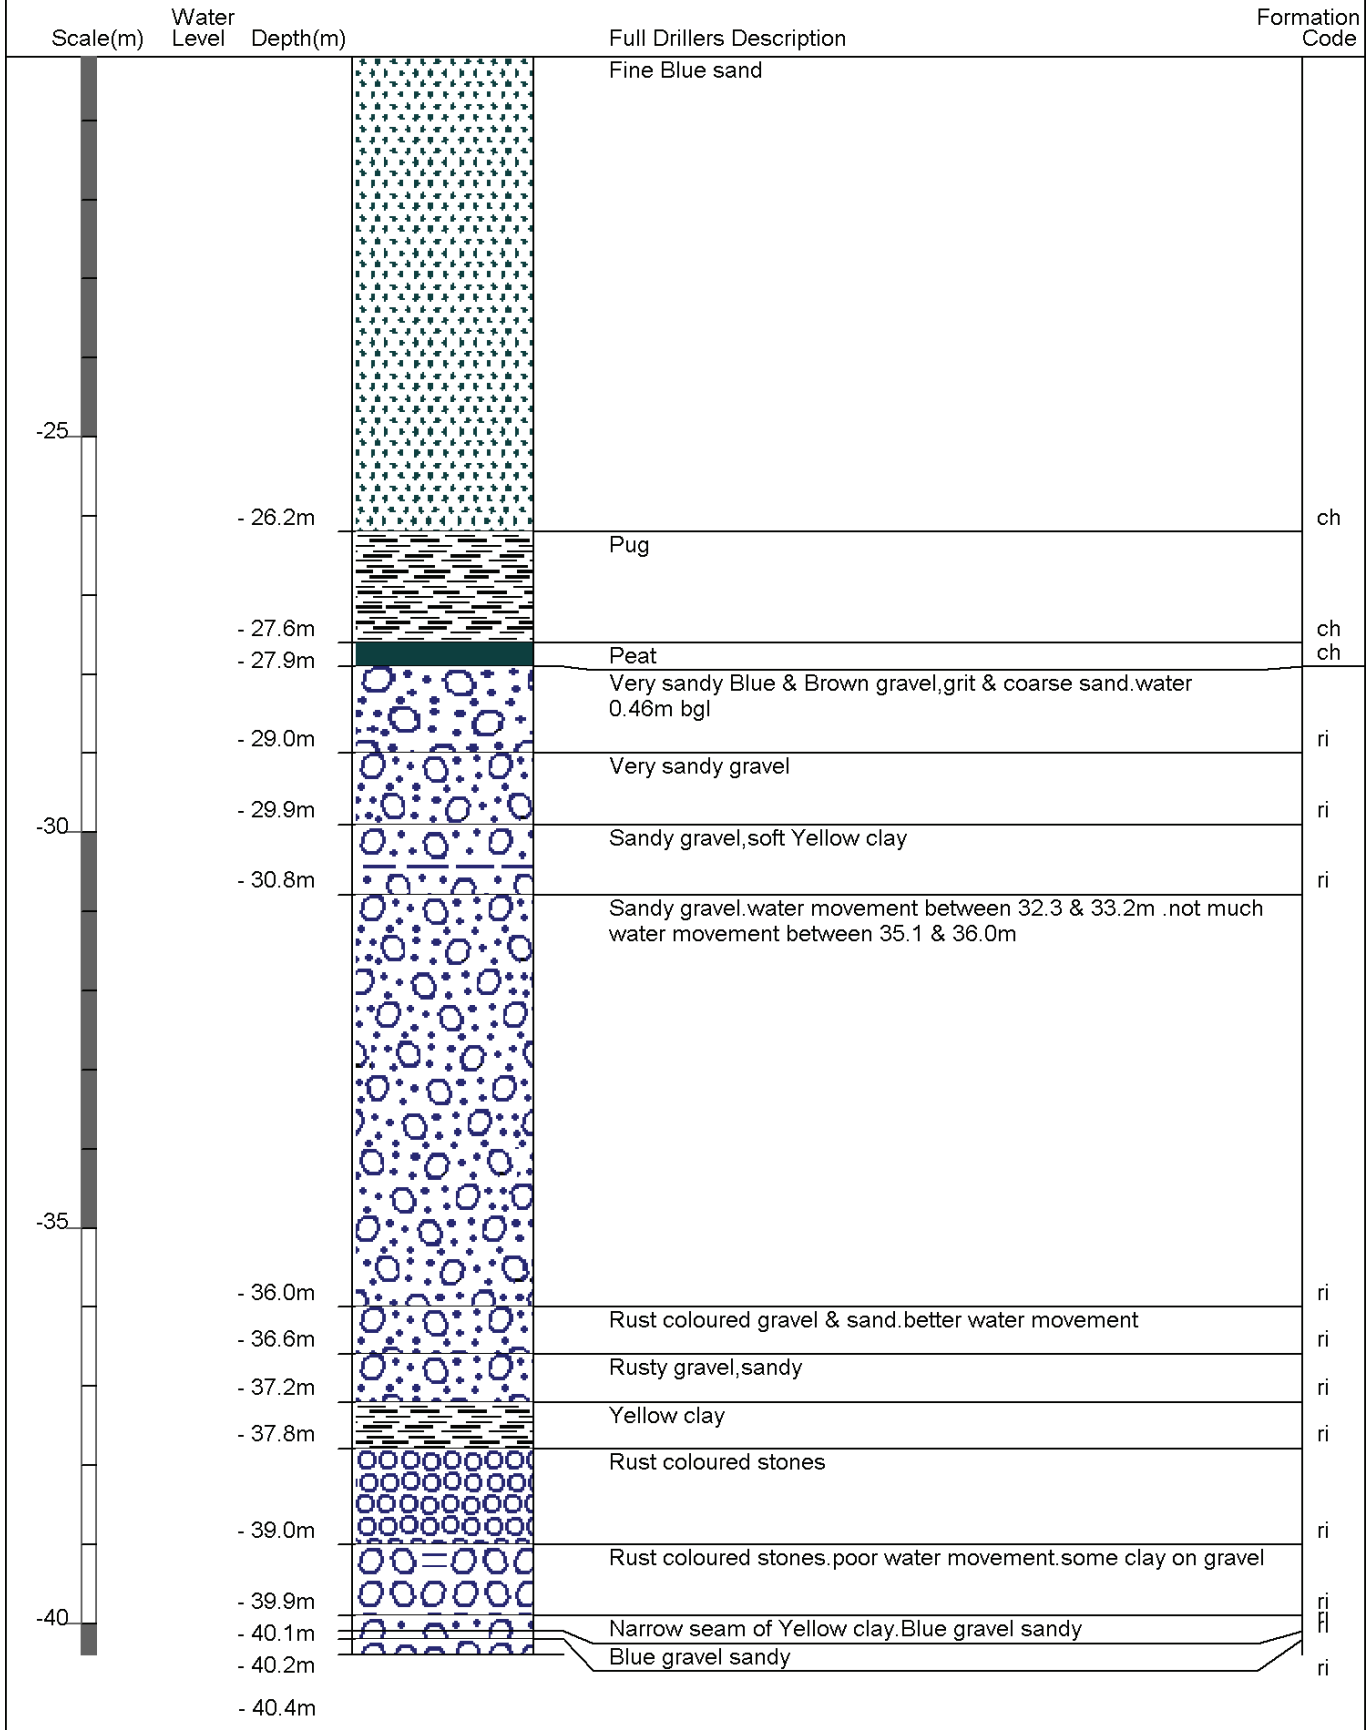 Scale(m) Water Level Depth(m) Full Drillers Description Formation Code
Fine Blue sand
-25
- 26.2m ch
Pug
- 27.6m ch
Peat ch
- 27.9m
Very sandy Blue & Brown gravel,grit & coarse sand.water
0.46m bgl
- 29.0m ri
Very sandy gravel
- 29.9m ri
-30
Sandy gravel,soft Yellow clay
- 30.8m ri
Sandy gravel.water movement between 32.3 & 33.2m .not much
water movement between 35.1 & 36.0m
-35
- 36.0m ri
Rust coloured gravel & sand.better water movement
- 36.6m ri
Rusty gravel,sandy
- 37.2m ri
Yellow clay
- 37.8m ri
Rust coloured stones
- 39.0m ri
Rust coloured stones.poor water movement.some clay on gravel
- 39.9m ri
-40
Narrow seam of Yellow clay.Blue gravel sandy
- 40.1m
Blue gravel sandy
- 40.2m ri
- 40.4m